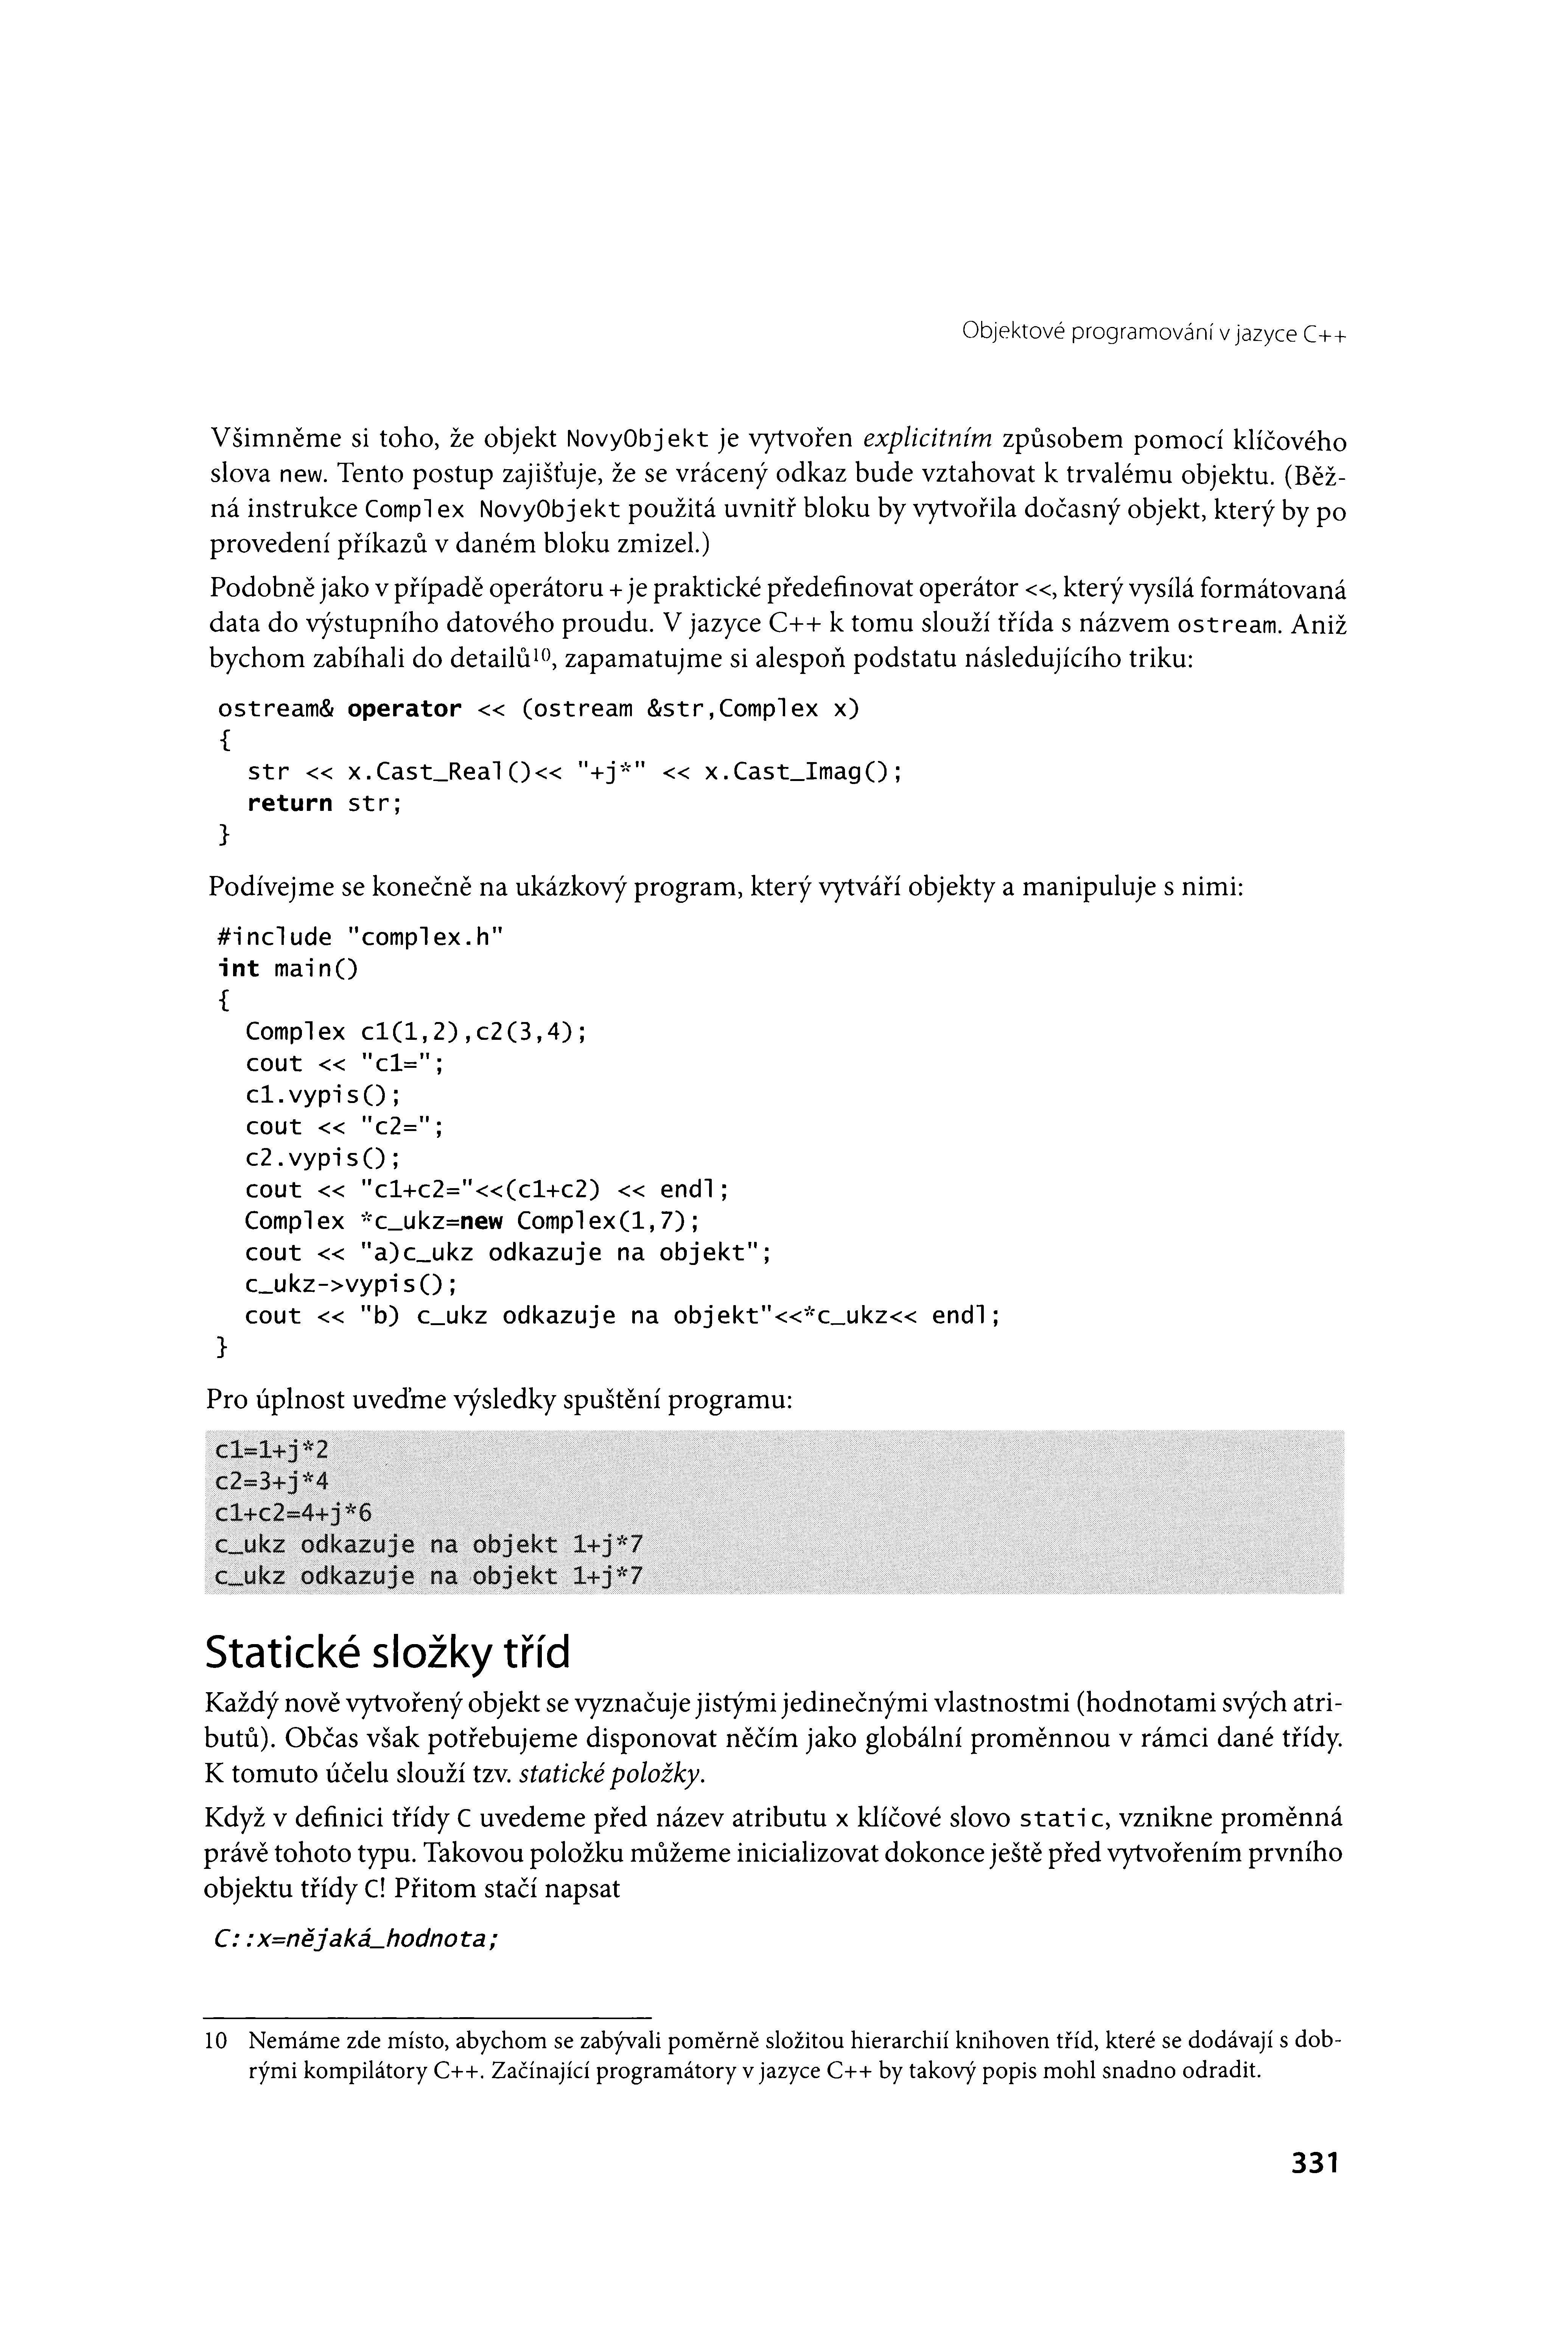 Objektové programování v jazyce C++
Všimněme si toho, že objekt NovyObjekt je vytvořen explicitním způsobem pomocí klíčového
slova new. Tento postup zajišťuje, že se vrácený odkaz bude vztahovat k trvalému objektu. (Běž-
ná instrukce Complex NovyObjekt použitá uvnitř bloku by vytvořila dočasný objekt, který by po
provedení příkazů v daném bloku zmizel.)
Podobně jako v případě operátoru + je praktické předefinovat operátor <<, který vysílá formátovaná
data do výstupního datového proudu. V jazyce C++ k tomu slouží třída s názvem ostream. Aniž
bychom zabíhali do detailů¹⁰, zapamatujme si alespoň podstatu následujícího triku:
ostream& operator << (ostream &str,Complex x)
{
  str << x.Cast_Real()<< "+j*" << x.Cast_Imag();
  return str;
}
Podívejme se konečně na ukázkový program, který vytváří objekty a manipuluje s nimi:
#include "complex.h"
int main()
{
  Complex c1(1,2),c2(3,4);
  cout << "c1=";
  c1.vypis();
  cout << "c2=";
  c2.vypis();
  cout << "c1+c2="<<(c1+c2) << endl;
  Complex *c_ukz=new Complex(1,7);
  cout << "a)c_ukz odkazuje na objekt";
  c_ukz->vypis();
  cout << "b) c_ukz odkazuje na objekt"<<*c_ukz<< endl;
}
Pro úplnost uveďme výsledky spuštění programu:
c1=1+j*2
c2=3+j*4
c1+c2=4+j*6
c_ukz odkazuje na objekt 1+j*7
c_ukz odkazuje na objekt 1+j*7
Statické složky tříd
Každý nově vytvořený objekt se vyznačuje jistými jedinečnými vlastnostmi (hodnotami svých atri-
butů). Občas však potřebujeme disponovat něčím jako globální proměnnou v rámci dané třídy.
K tomuto účelu slouží tzv. statické položky.
Když v definici třídy C uvedeme před název atributu x klíčové slovo static, vznikne proměnná
právě tohoto typu. Takovou položku můžeme inicializovat dokonce ještě před vytvořením prvního
objektu třídy C! Přitom stačí napsat
C::x=nějaká_hodnota;
10 Nemáme zde místo, abychom se zabývali poměrně složitou hierarchií knihoven tříd, které se dodávají s dob-
rými kompilátory C++. Začínající programátory v jazyce C++ by takový popis mohl snadno odradit.
331